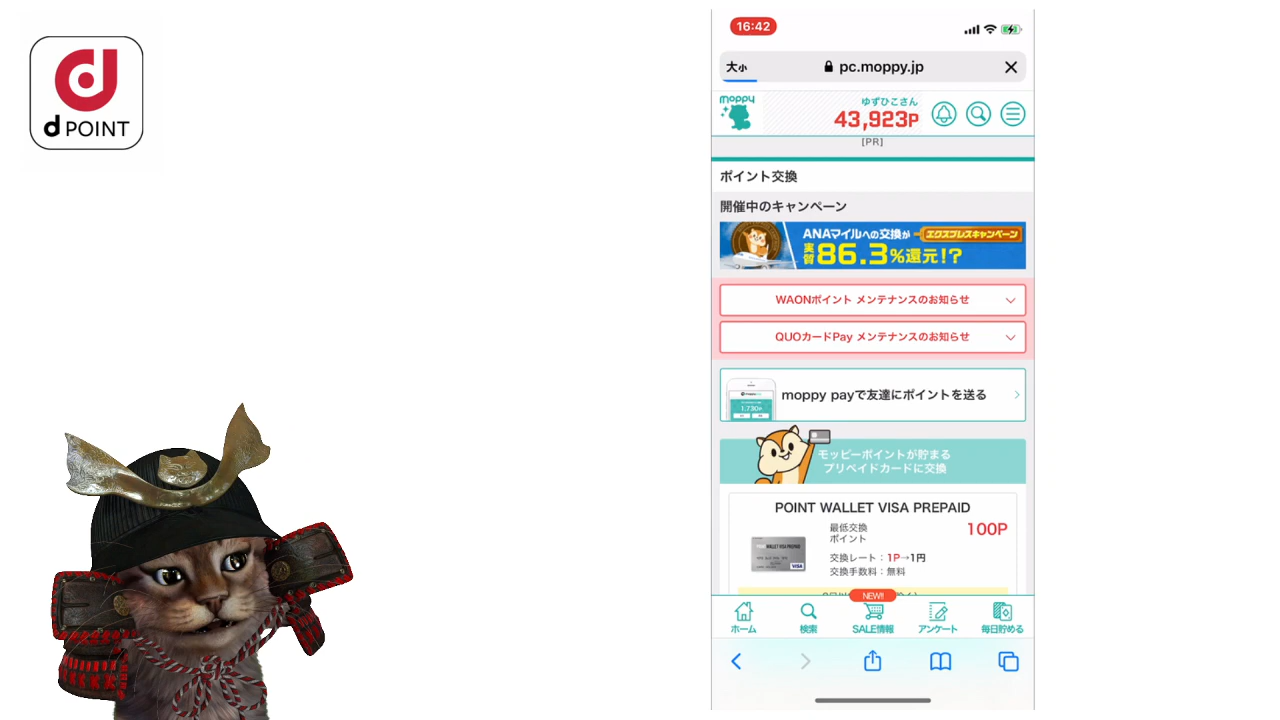 d POINT
16:42
大小
pc.moppy.jp
moppy
ゆずひこさん
43,923P
[PR]
ポイント交換
開催中のキャンペーン
ANAマイルへの交換が
エクスプレスキャンペーン
実質86.3%還元!?
WAONポイント メンテナンスのお知らせ
QUOカードPay メンテナンスのお知らせ
1,730P
moppy payで友達にポイントを送る
モッピーポイントが貯まる
プリペイドカードに交換
POINT WALLET VISA PREPAID
最低交換
ポイント
100P
POINT WALLET VISA PREPAID
VISA
交換レート：1P→1円
交換手数料：無料
NEW!!
ホーム
検索
SALE情報
アンケート
毎日貯める